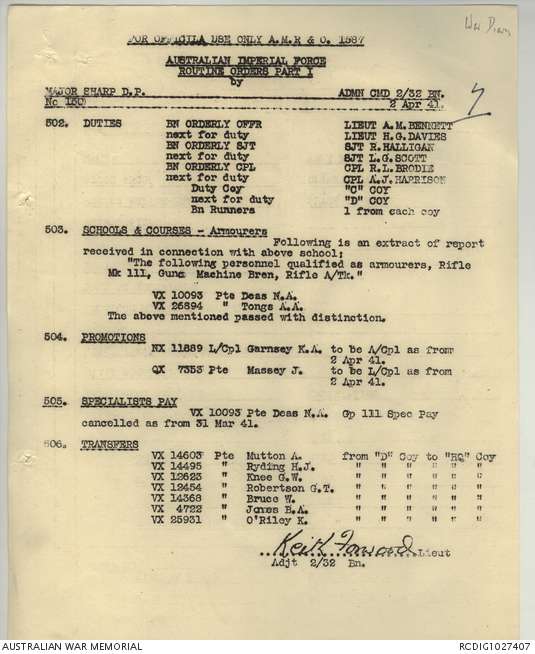 War Diary
FOR OFFICILA USE ONLY A.M.R & O. 1587
AUSTRALIAN IMPERIAL FORCE
ROUTINE ORDERS PART I
by
MAJOR SHARP D.P. ADMN CMD 2/32 BN.
No 150 2 Apr 41.
7
502. DUTIES BN ORDERLY OFFR LIEUT A.M.BENNETT
next for duty LIEUT H.G.DAVIES
BN ORDERLY SJT SJT R.HALLIGAN
next for duty SJT L.G.SCOTT
BN ORDERLY CPL CPL R.L.BRODIE
next for duty CPL A.J.HARRISON
Duty Coy "C" COY
next for duty "D" COY
Bn Runners 1 from each coy
503. SCHOOLS & COURSES - Armourers
Following is an extract of report
received in connection with above school;
"The following personnel qualified as armourers, Rifle
Mk 111, Guns Machine Bren, Rifle A/Tk."
VX 10093 Pte Deas N.A.
VX 26894 " Tongs A.A.
The above mentioned passed with distinction.
504. PROMOTIONS
NX 11889 L/Cpl Garnsey K.A. to be A/Cpl as from
2 Apr 41.
QX 7353 Pte Massey J. to be L/Cpl as from
2 Apr 41.
505. SPECIALISTS PAY
VX 10093 Pte Deas N.A. Gp 111 Spec Pay
cancelled as from 31 Mar 41.
506. TRANSFERS
VX 14603 Pte Mutton A. from "D" Coy to "HQ" Coy
VX 14495 " Ryding H.J. " " " " " "
VX 12623 " Knee G.W. " " " " " "
VX 12454 " Robertson G.T. " " " " " "
VX 14368 " Bruce W. " " " " " "
VX 4722 " Jones B.A. " " " " " "
VX 25931 " O'Riley K. " " " " " "
Keith Forward Lieut
Adjt 2/32 Bn.
AUSTRALIAN WAR MEMORIAL RCDIG1027407